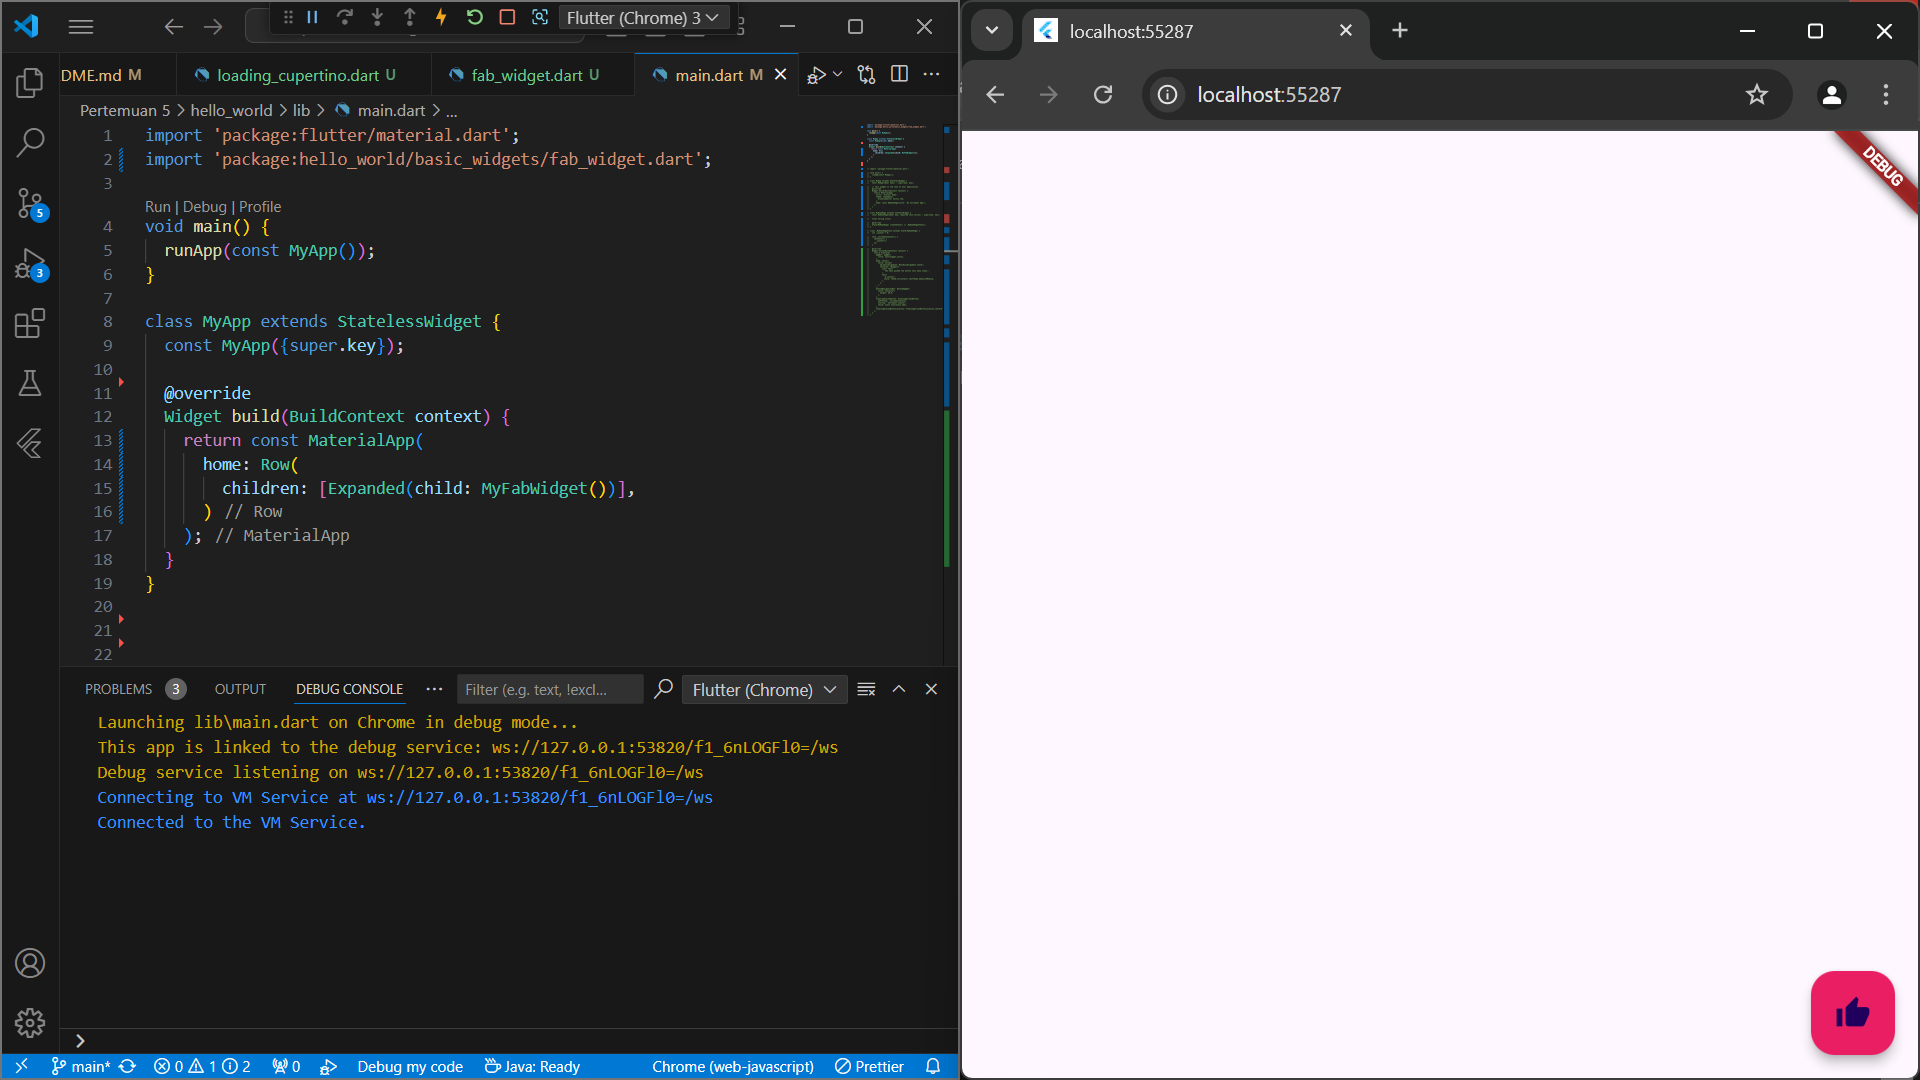 Flutter (Chrome) 3
DME.md M
loading_cupertino.dart U
fab_widget.dart U
main.dart M
Pertemuan 5 > hello_world > lib > main.dart > ...
1 import 'package:flutter/material.dart';
2 import 'package:hello_world/basic_widgets/fab_widget.dart';
3
Run | Debug | Profile
4 void main() {
5 runApp(const MyApp());
6 }
7
8 class MyApp extends StatelessWidget {
9 const MyApp({super.key});
10
11 @override
12 Widget build(BuildContext context) {
13 return const MaterialApp(
14 home: Row(
15 children: [Expanded(child: MyFabWidget())],
16 ) // Row
17 ); // MaterialApp
18 }
19 }
20
21
22
5
3
PROBLEMS 3
OUTPUT
DEBUG CONSOLE
Filter (e.g. text, !excl...
Flutter (Chrome)
Launching lib\main.dart on Chrome in debug mode...
This app is linked to the debug service: ws://127.0.0.1:53820/f1_6nLOGFl0=/ws
Debug service listening on ws://127.0.0.1:53820/f1_6nLOGFl0=/ws
Connecting to VM Service at ws://127.0.0.1:53820/f1_6nLOGFl0=/ws
Connected to the VM Service.
main* 0 1 2 0 Debug my code Java: Ready Chrome (web-javascript) Prettier
localhost:55287
localhost:55287
DEBUG